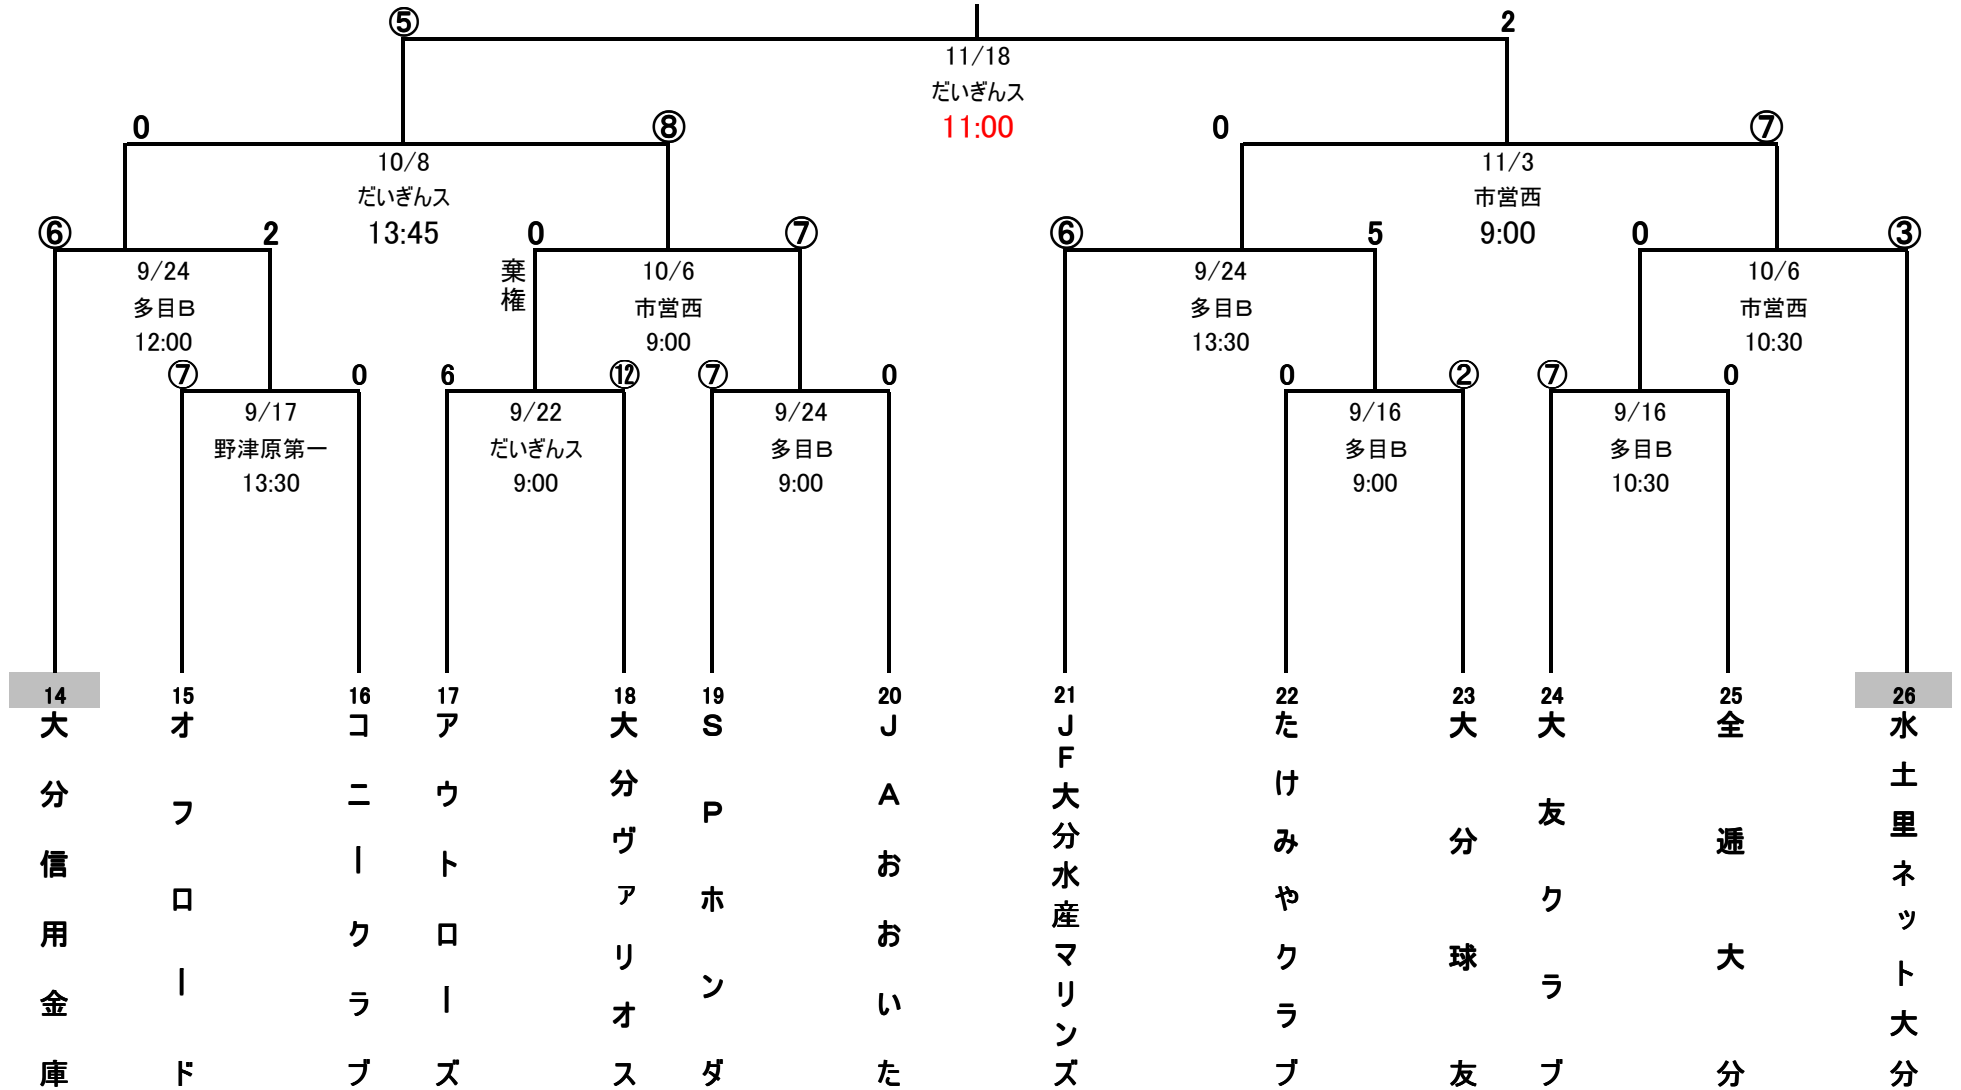 ⑤ 2
11/18
だいぎんス
11:00
0 ⑧ 0 ⑦
10/8 11/3
だいぎんス 市営西
13:45 9:00
⑥ 2 0 ⑦ ⑥ 5 0 ③
棄権
9/24 10/6 9/24 10/6
多目B 市営西 多目B 市営西
12:00 9:00 13:30 10:30
⑦ 0 6 ⑫ ⑦ 0 0 ② ⑦ 0
9/17 9/22 9/24 9/16 9/16
野津原第一 だいぎんス 多目B 多目B 多目B
13:30 9:00 9:00 9:00 10:30
14 15 16 17 18 19 20 21 22 23 24 25 26
大分信用金庫
オフロード
コニークラブ
アウトローズ
大分ヴァリオス
SPホンダ
JAおおいた
JF大分水産マリンズ
たけみやクラブ
大分球友
大友クラブ
全逓大分
水土里ネット大分